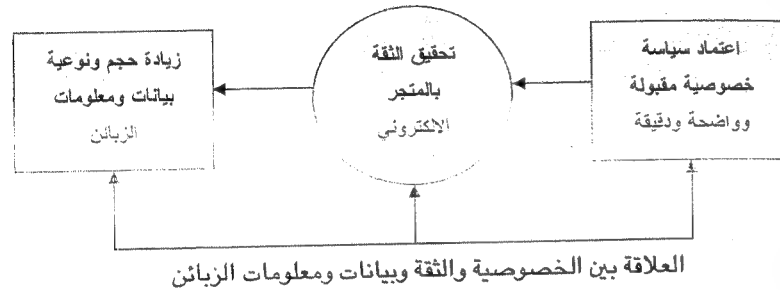 اعتماد سياسة
خصوصية مقبولة
وواضحة ودقيقة
تحقيق الثقة
بالمتجر
الالكتروني
زيادة حجم ونوعية
بيانات ومعلومات
الزبائن
العلاقة بين الخصوصية والثقة وبيانات ومعلومات الزبائن